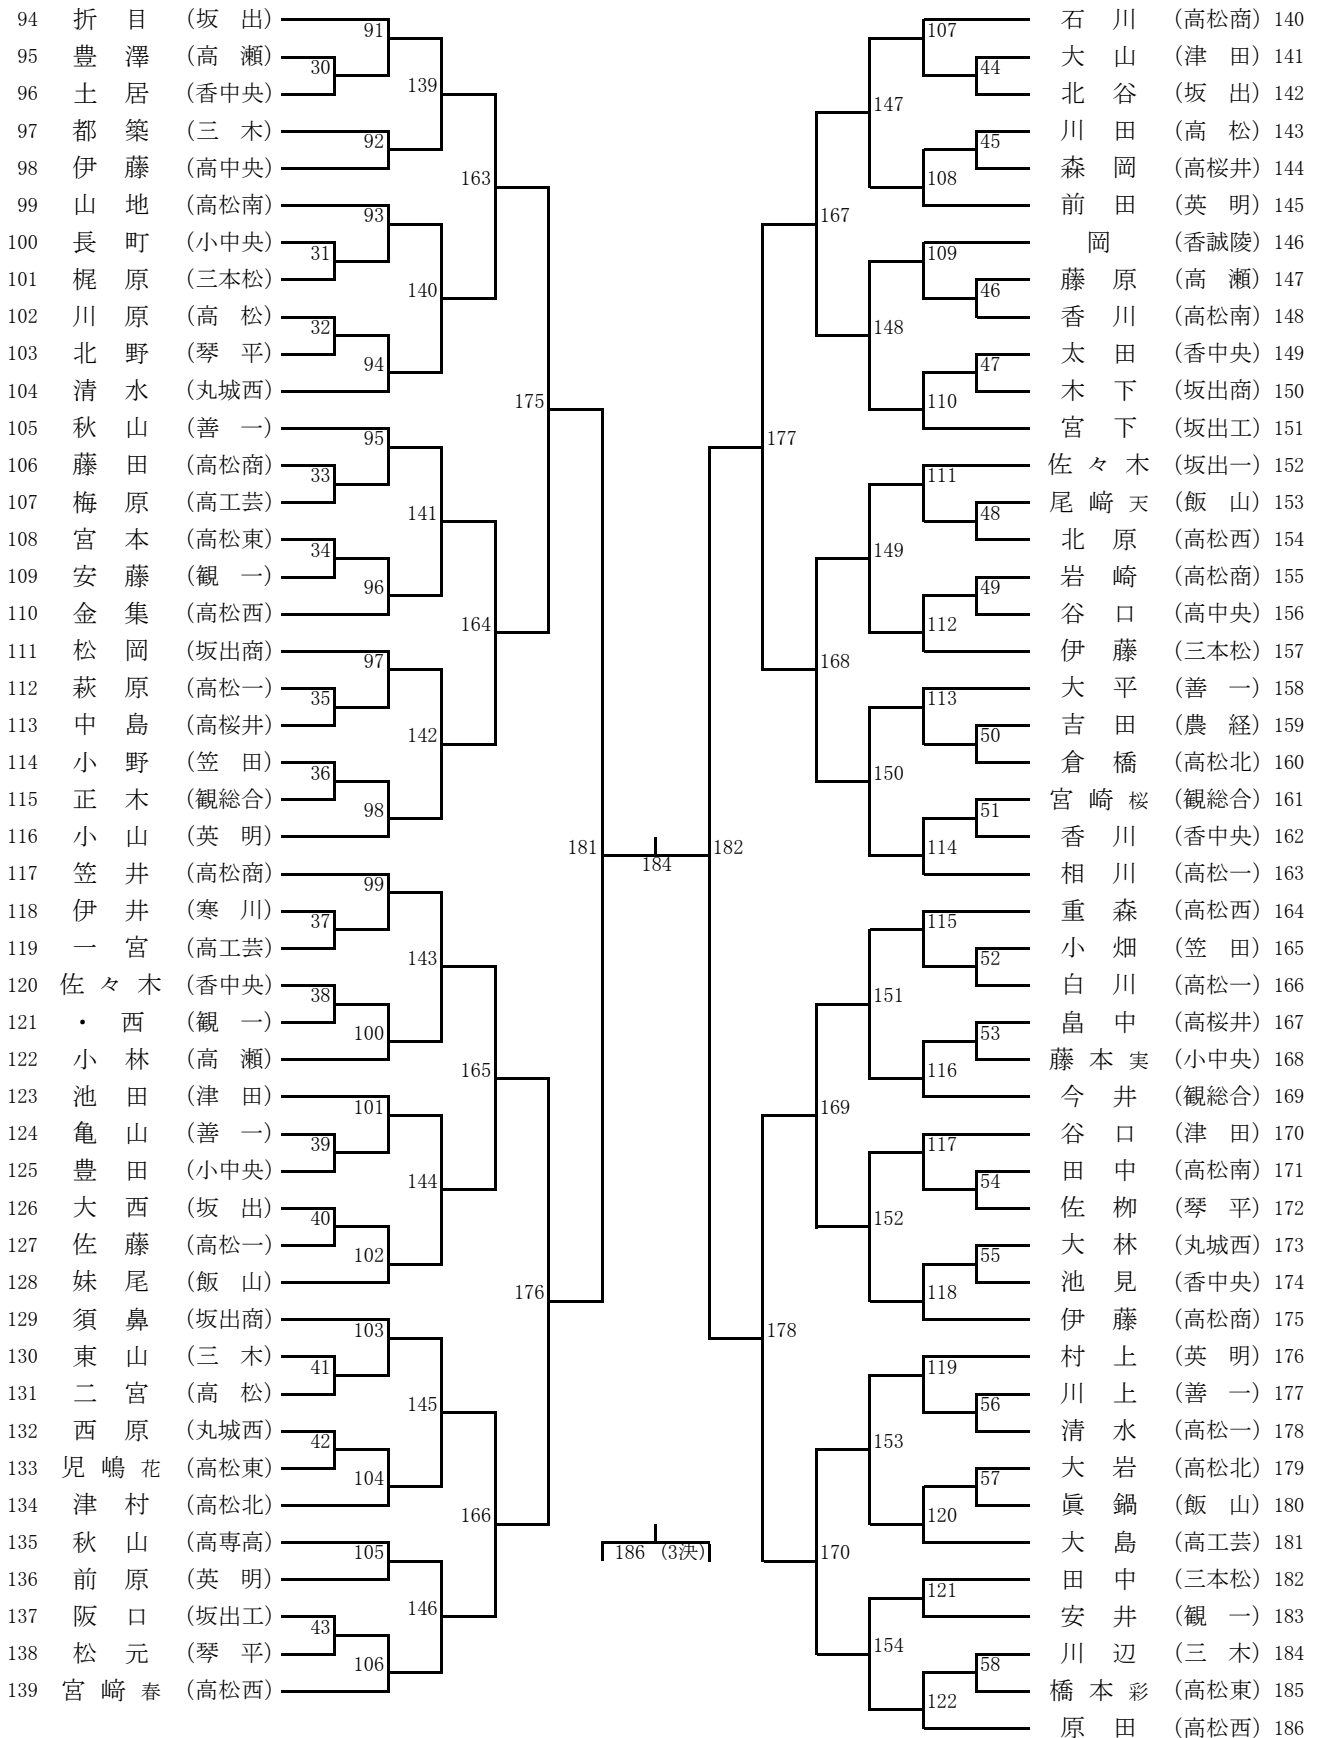 94 折目 (坂出)
95 豊澤 (高瀬)
96 土居 (香中央)
97 都築 (三木)
98 伊藤 (高中央)
99 山地 (高松南)
100 長町 (小中央)
101 梶原 (三本松)
102 川原 (高松)
103 北野 (琴平)
104 清水 (丸城西)
105 秋山 (善一)
106 藤田 (高松商)
107 梅原 (高工芸)
108 宮本 (高松東)
109 安藤 (観一)
110 金集 (高松西)
111 松岡 (坂出商)
112 萩原 (高松一)
113 中島 (高桜井)
114 小野 (笠田)
115 正木 (観総合)
116 小山 (英明)
117 笠井 (高松商)
118 伊井 (寒川)
119 一宮 (高工芸)
120 佐々木 (香中央)
121 ・西 (観一)
122 小林 (高瀬)
123 池田 (津田)
124 亀山 (善一)
125 豊田 (小中央)
126 大西 (坂出)
127 佐藤 (高松一)
128 妹尾 (飯山)
129 須鼻 (坂出商)
130 東山 (三木)
131 二宮 (高松)
132 西原 (丸城西)
133 児嶋花 (高松東)
134 津村 (高松北)
135 秋山 (高専高)
136 前原 (英明)
137 阪口 (坂出工)
138 松元 (琴平)
139 宮﨑春 (高松西)
30
31
32
33
34
35
36
37
38
39
40
41
42
43
91
92
93
94
95
96
97
98
99
100
101
102
103
104
105
106
139
140
141
142
143
144
145
146
163
164
165
166
175
176
181
184
186 (3決)
182
177
178
167
168
169
170
147
148
149
150
151
152
153
154
107
108
109
110
111
112
113
114
115
116
117
118
119
120
121
122
44
45
46
47
48
49
50
51
52
53
54
55
56
57
58
石川 (高松商) 140
大山 (津田) 141
北谷 (坂出) 142
川田 (高松) 143
森岡 (高桜井) 144
前田 (英明) 145
岡 (香誠陵) 146
藤原 (高瀬) 147
香川 (高松南) 148
太田 (香中央) 149
木下 (坂出商) 150
宮下 (坂出工) 151
佐々木 (坂出一) 152
尾﨑天 (飯山) 153
北原 (高松西) 154
岩崎 (高松商) 155
谷口 (高中央) 156
伊藤 (三本松) 157
大平 (善一) 158
吉田 (農経) 159
倉橋 (高松北) 160
宮崎桜 (観総合) 161
香川 (香中央) 162
相川 (高松一) 163
重森 (高松西) 164
小畑 (笠田) 165
白川 (高松一) 166
畠中 (高桜井) 167
藤本実 (小中央) 168
今井 (観総合) 169
谷口 (津田) 170
田中 (高松南) 171
佐栁 (琴平) 172
大林 (丸城西) 173
池見 (香中央) 174
伊藤 (高松商) 175
村上 (英明) 176
川上 (善一) 177
清水 (高松一) 178
大岩 (高松北) 179
眞鍋 (飯山) 180
大島 (高工芸) 181
田中 (三本松) 182
安井 (観一) 183
川辺 (三木) 184
橋本彩 (高松東) 185
原田 (高松西) 186